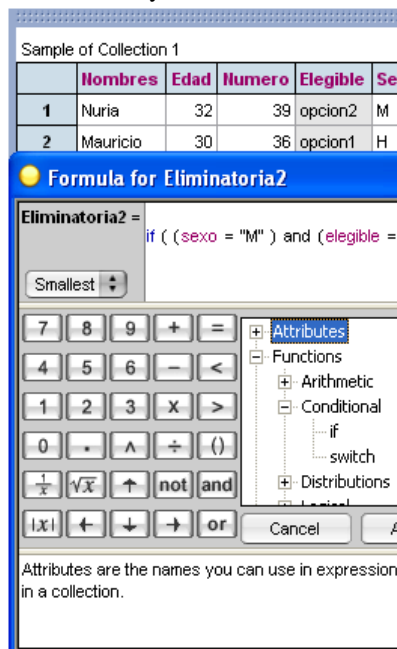 Sample of Collection 1
Nombres Edad Numero Elegible Se
1 Nuria 32 39 opcion2 M
2 Mauricio 30 36 opcion1 H
Formula for Eliminatoria2
Eliminatoria2 =
if ( (sexo = "M" ) and (elegible =
Smallest
7 8 9 + =
4 5 6 − <
1 2 3 x >
0 . ∧ ÷ ()
1/x √x ↑ not and
|x| ← ↓ → or
Attributes
Functions
Arithmetic
Conditional
if
switch
Distributions
Logical
Cancel A
Attributes are the names you can use in expression
in a collection.